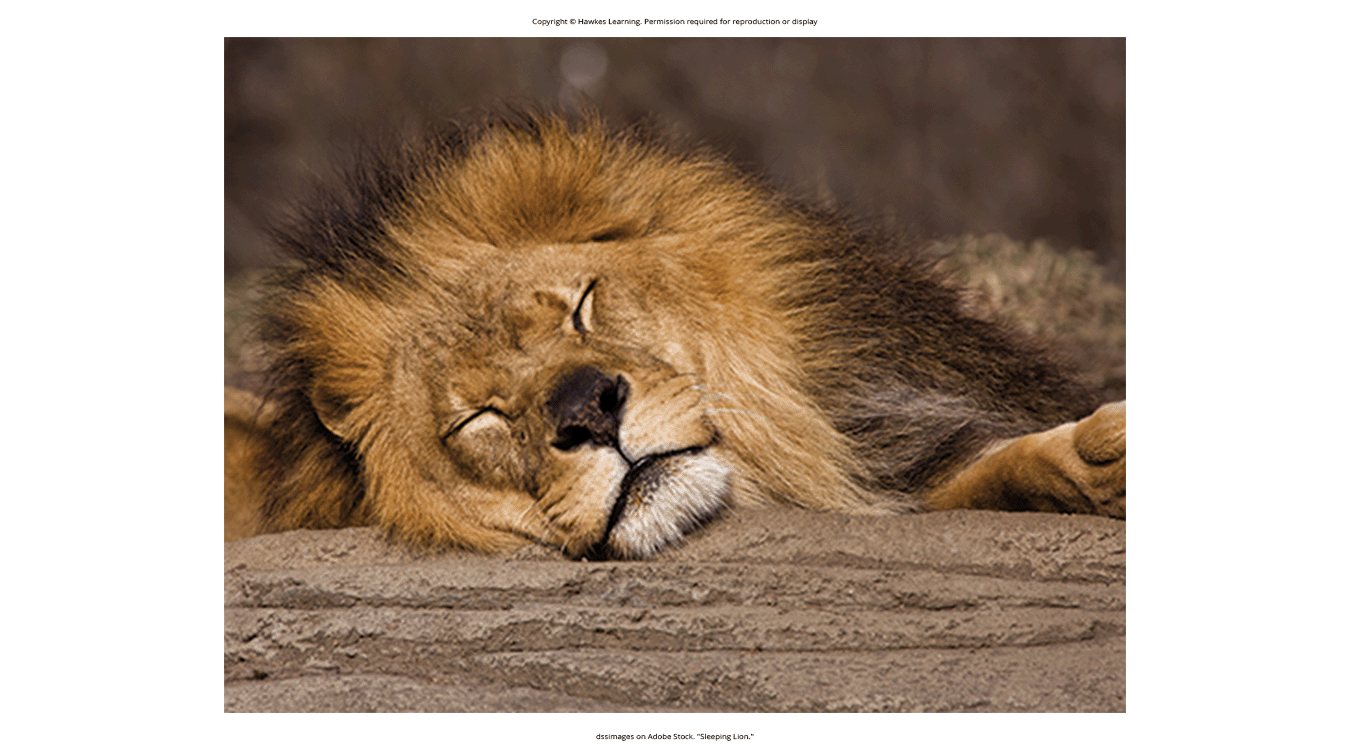 Copyright © Hawkes Learning. Permission required for reproduction or display
dssimages on Adobe Stock. "Sleeping Lion."